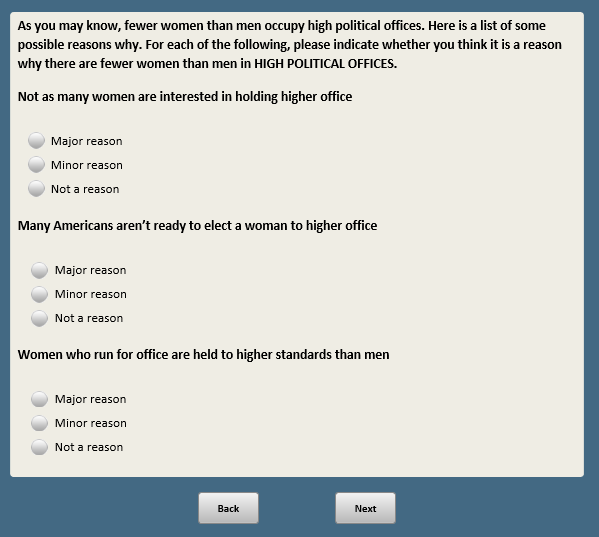 As you may know, fewer women than men occupy high political offices. Here is a list of some
possible reasons why. For each of the following, please indicate whether you think it is a reason
why there are fewer women than men in HIGH POLITICAL OFFICES.
Not as many women are interested in holding higher office
Major reason
Minor reason
Not a reason
Many Americans aren’t ready to elect a woman to higher office
Major reason
Minor reason
Not a reason
Women who run for office are held to higher standards than men
Major reason
Minor reason
Not a reason
Back Next